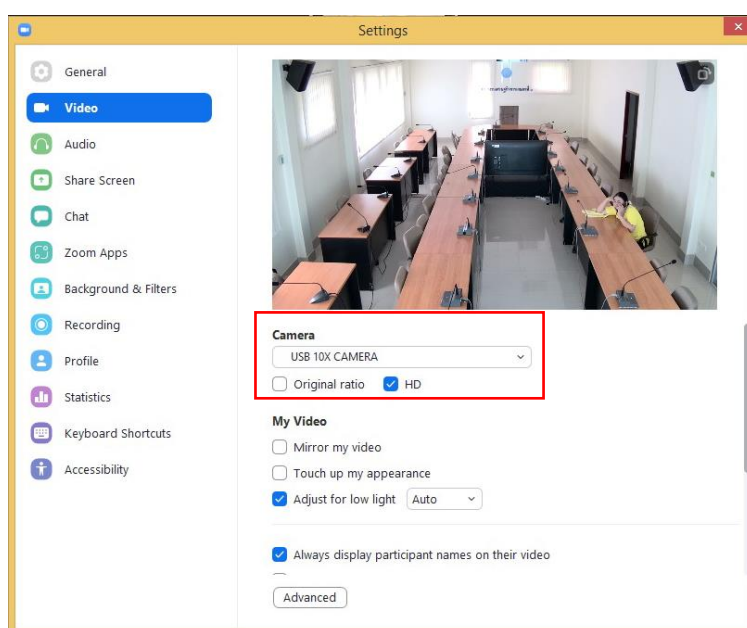 Settings
General
Video
Audio
Share Screen
Chat
Zoom Apps
Background & Filters
Recording
Profile
Statistics
Keyboard Shortcuts
Accessibility
Camera
USB 10X CAMERA
Original ratio HD
My Video
Mirror my video
Touch up my appearance
Adjust for low light Auto
Always display participant names on their video
Advanced